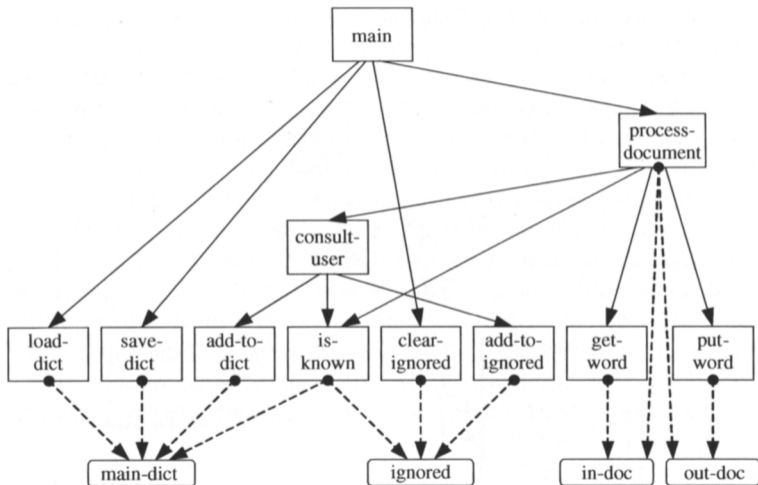 main
process-
document
consult-
user
load-
dict
save-
dict
add-to-
dict
is-
known
clear-
ignored
add-to-
ignored
get-
word
put-
word
main-dict
ignored
in-doc
out-doc